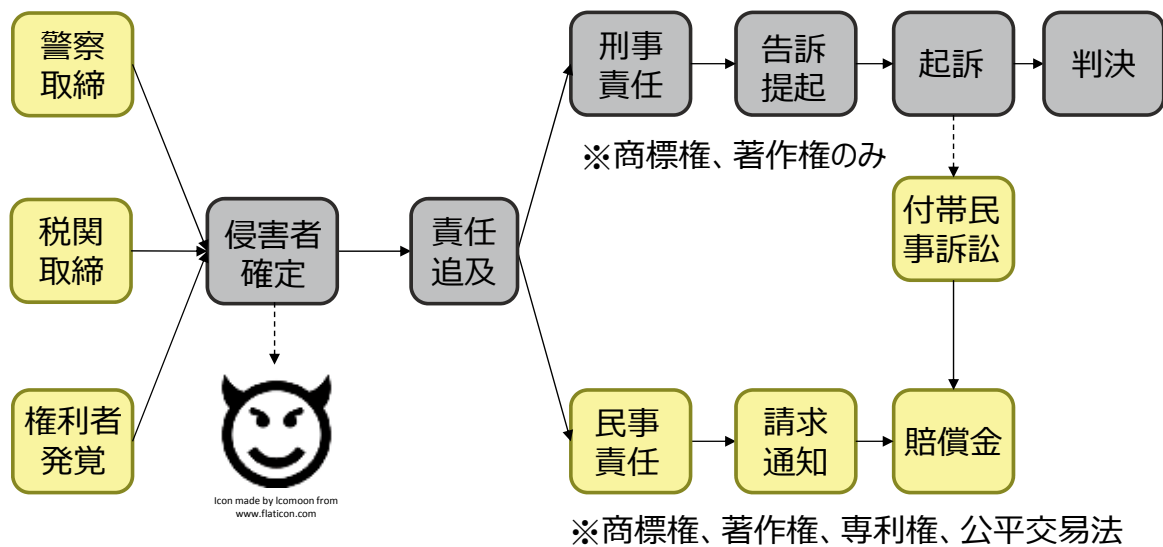 警察
取締
刑事
責任
告訴
提起
起訴
判決
※商標権、著作権のみ
税関
取締
侵害者
確定
責任
追及
付帯民
事訴訟
権利者
発覚
民事
責任
請求
通知
賠償金
Icon made by Icomoon from
www.flaticon.com
※商標権、著作権、専利権、公平交易法